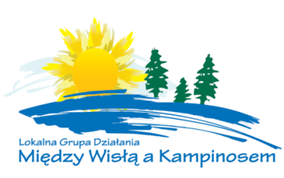 Lokalna Grupa Działania
Między Wisłą a Kampinosem